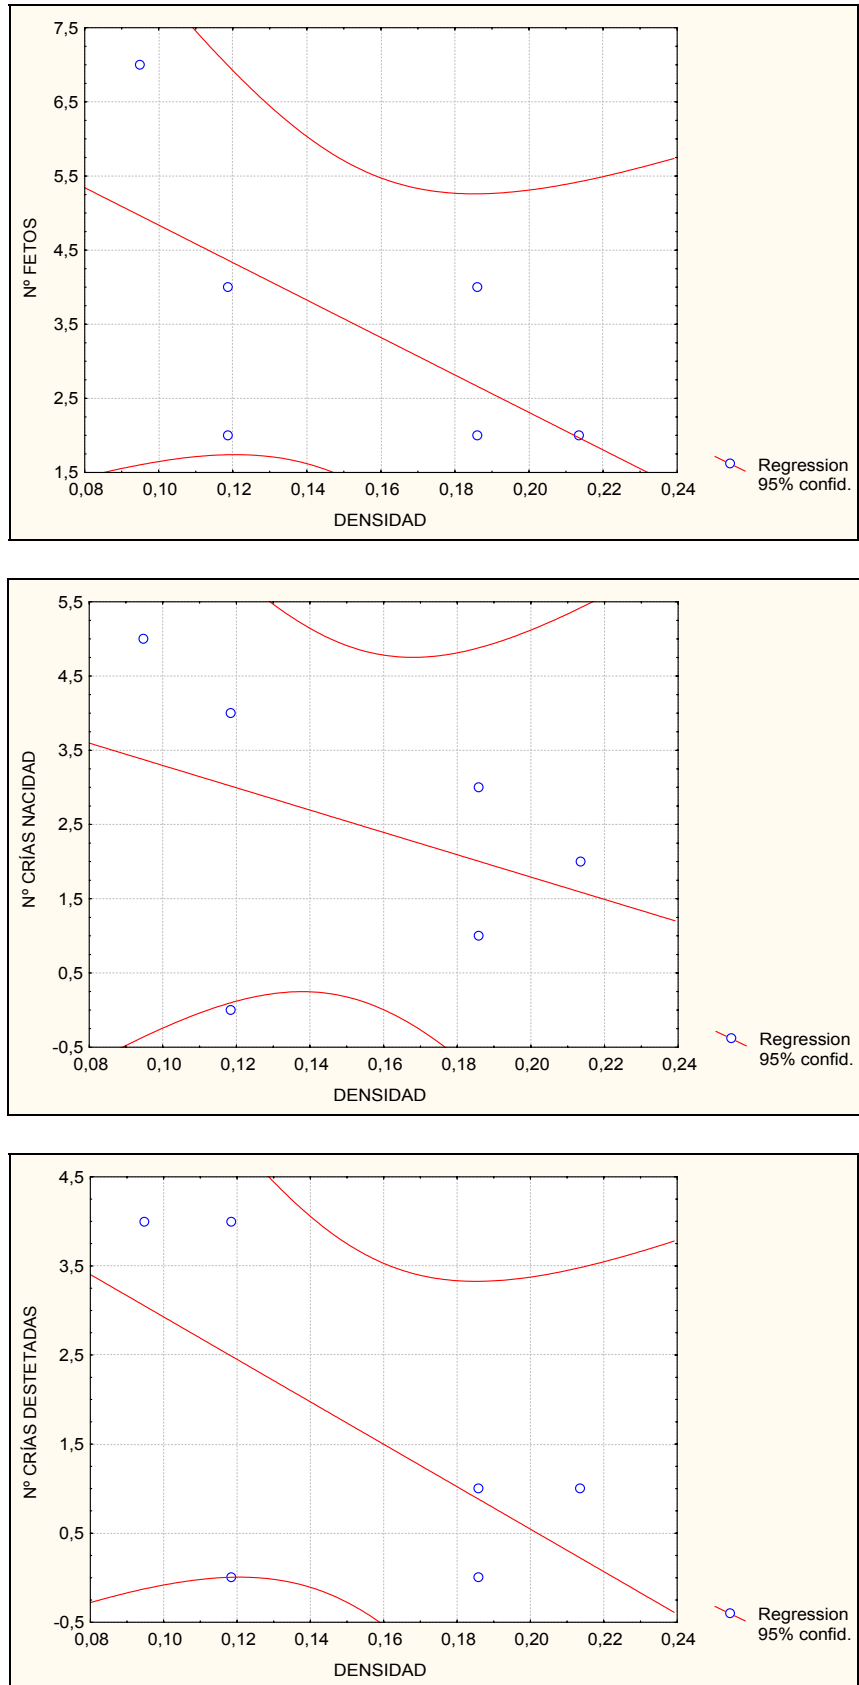 7,5
6,5
5,5
4,5
3,5
2,5
1,5
Nº FETOS
0,08 0,10 0,12 0,14 0,16 0,18 0,20 0,22 0,24
DENSIDAD
Regression
95% confid.
5,5
4,5
3,5
2,5
1,5
0,5
-0,5
Nº CRÍAS NACIDAD
0,08 0,10 0,12 0,14 0,16 0,18 0,20 0,22 0,24
DENSIDAD
Regression
95% confid.
4,5
3,5
2,5
1,5
0,5
-0,5
Nº CRÍAS DESTETADAS
0,08 0,10 0,12 0,14 0,16 0,18 0,20 0,22 0,24
DENSIDAD
Regression
95% confid.